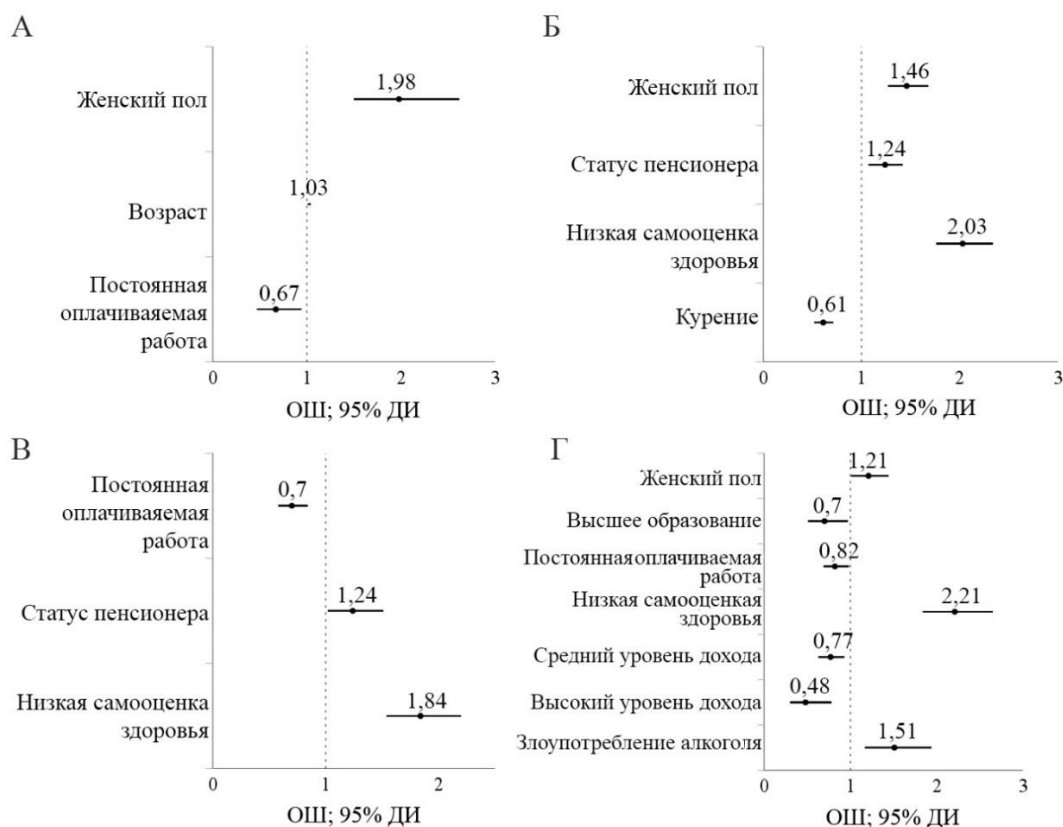 А
Женский пол
1,98
Возраст
1,03
Постоянная
оплачиваяемая
работа
0,67
0 1 2 3
ОШ; 95% ДИ
Б
Женский пол
1,46
Статус пенсионера
1,24
Низкая самооценка
здоровья
2,03
Курение
0,61
0 1 2 3
ОШ; 95% ДИ
В
Постоянная
оплачиваяемая
работа
0,7
Статус пенсионера
1,24
Низкая самооценка
здоровья
1,84
0 1 2
ОШ; 95% ДИ
Г
Женский пол
1,21
Высшее образование
0,7
Постоянная оплачиваемая
работа
0,82
Низкая самооценкая
здоровья
2,21
Средний уровень дохода
0,77
Высокий уровень дохода
0,48
Злоупотребление алкоголя
1,51
0 1 2 3
ОШ; 95% ДИ